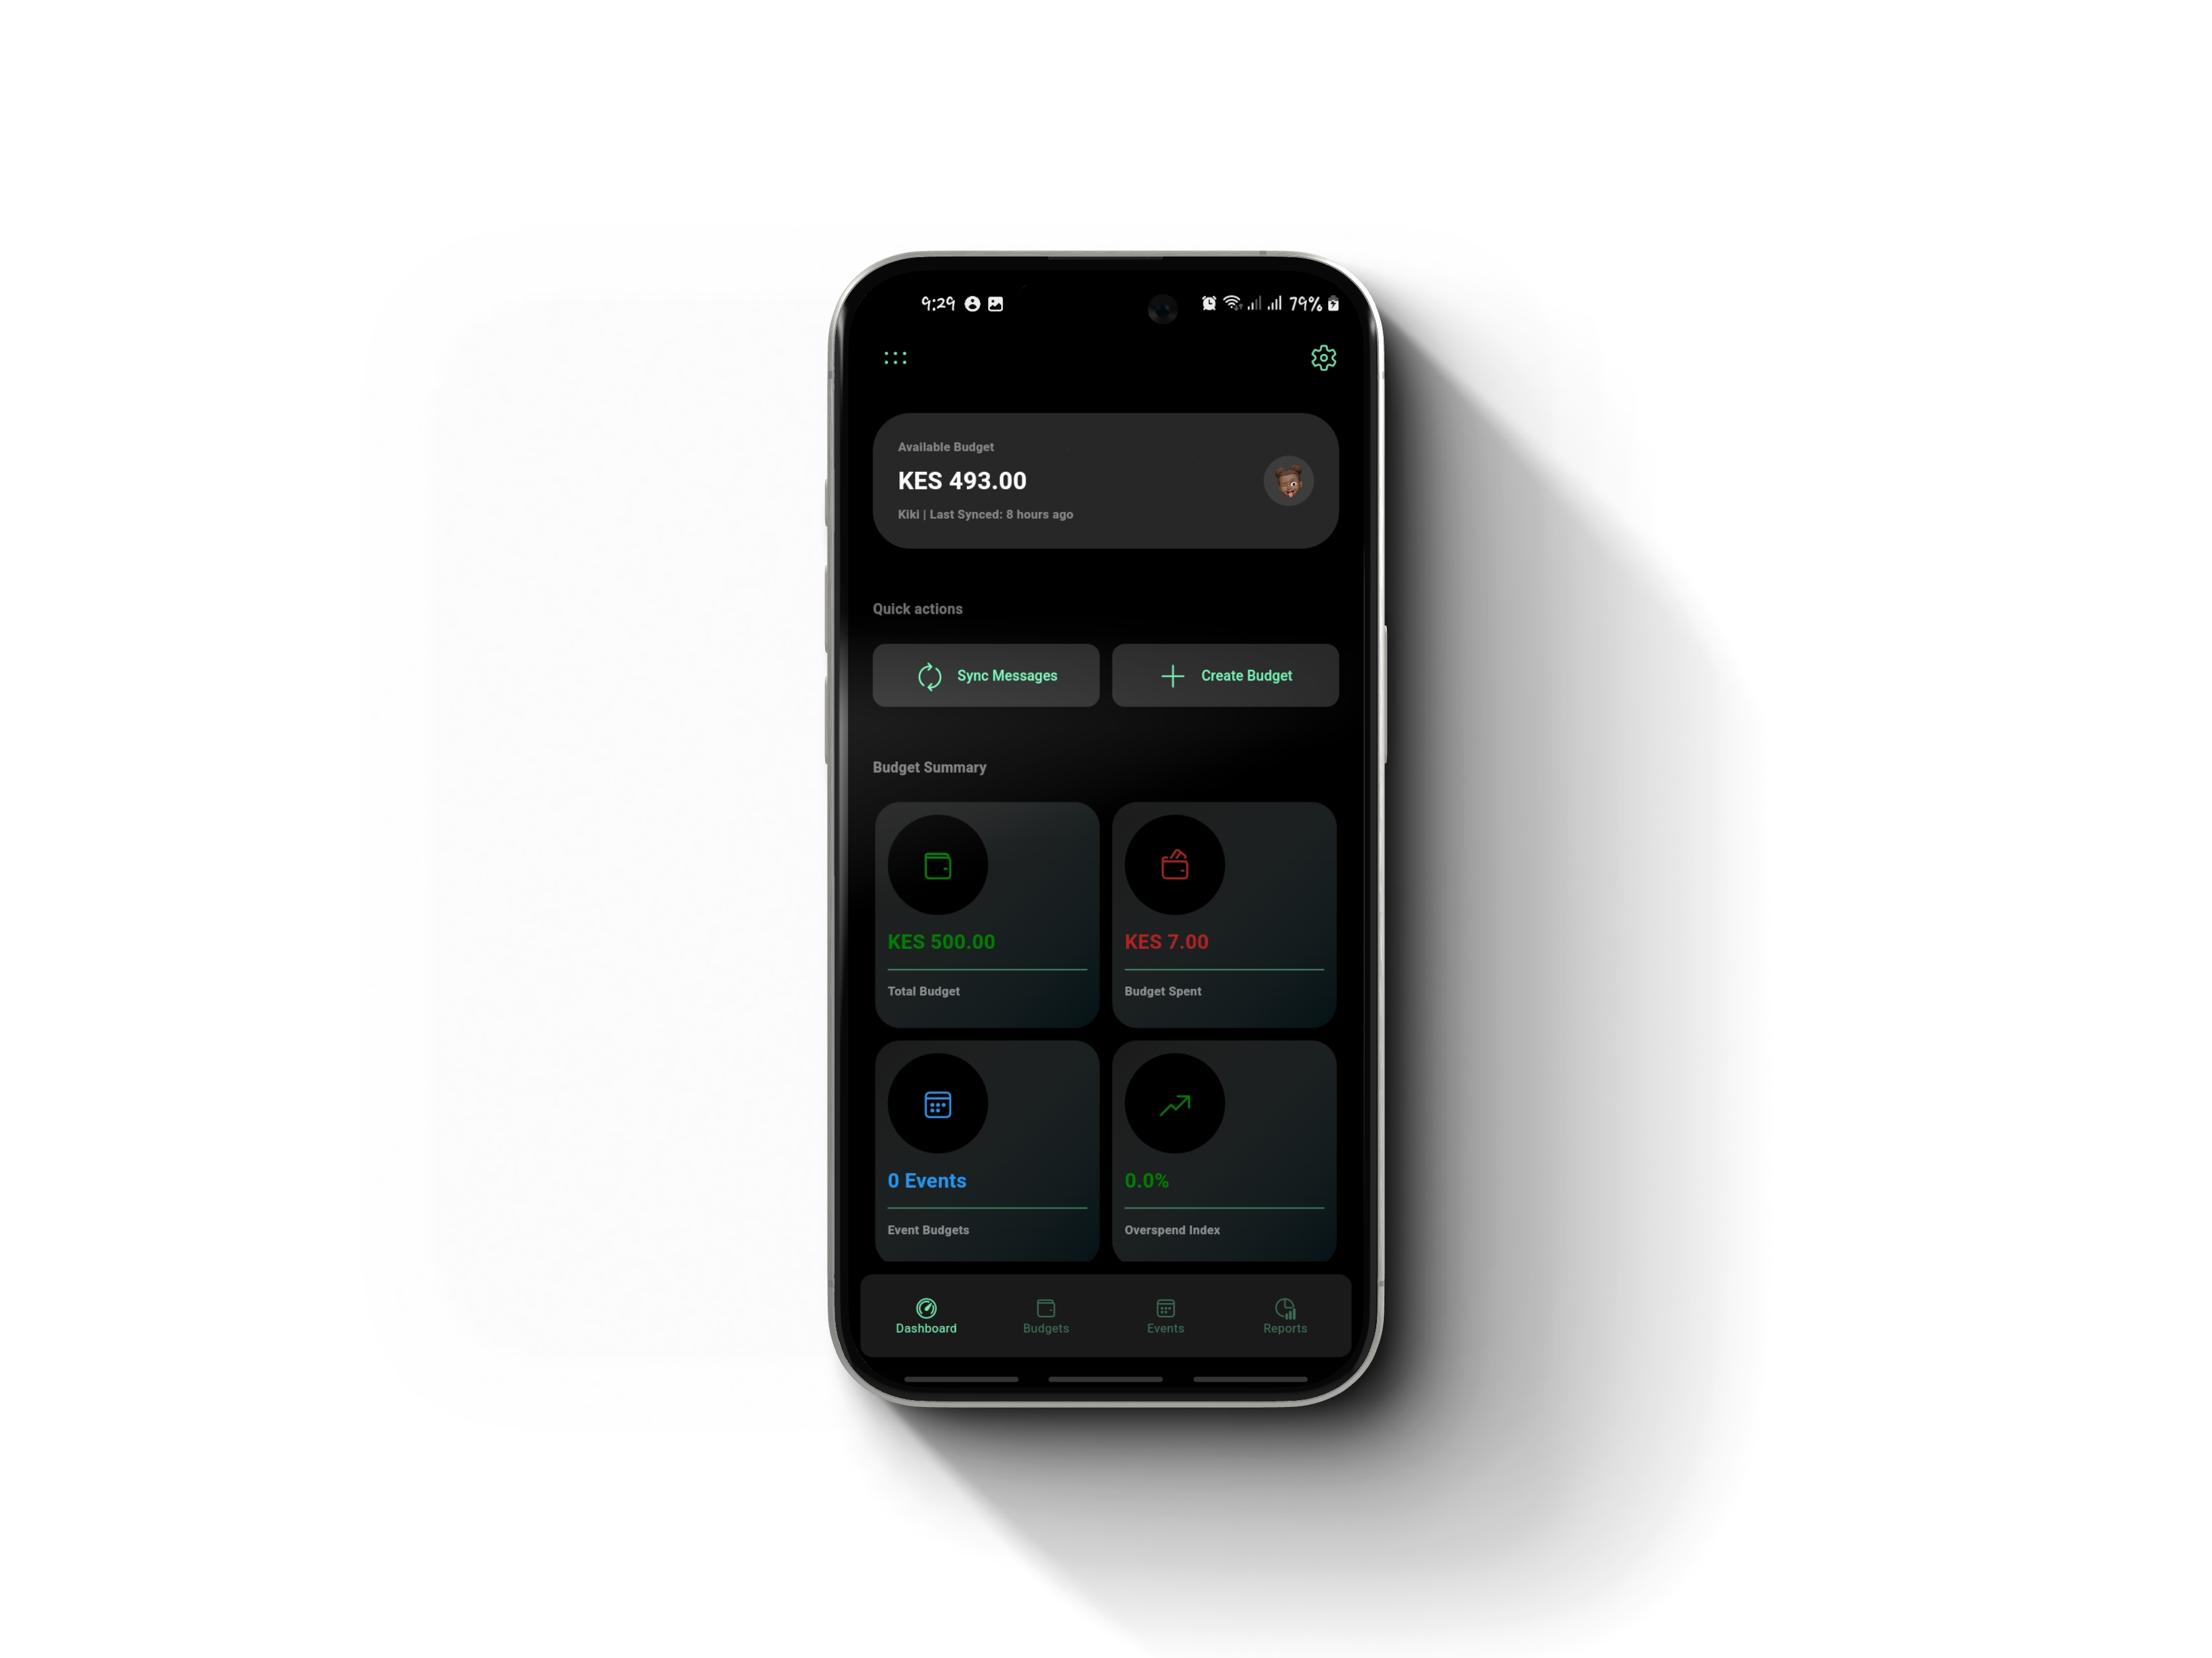 9:29 79%
Available Budget
KES 493.00
Kiki | Last Synced: 8 hours ago
Quick actions
Sync Messages Create Budget
Budget Summary
KES 500.00 KES 7.00
Total Budget Budget Spent
0 Events 0.0%
Event Budgets Overspend Index
Dashboard Budgets Events Reports